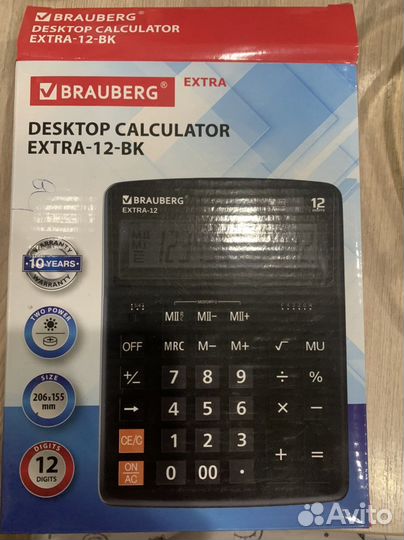 BRAUBERG®
DESKTOP CALCULATOR
EXTRA-12-BK
BRAUBERG®
EXTRA
DESKTOP CALCULATOR
EXTRA-12-BK
BRAUBERG
EXTRA-12
12
WARRANTY
10 YEARS
WARRANTY
TWO POWER
SIZE
206x155
mm
DIGITS
12
DIGITS
MII
MII- MII+
OFF MRC M- M+ √ MU
+/- 7 8 9 ÷ %
→ 4 5 6 × −
CE/C 1 2 3 + =
ON
AC 0 00 •
Avito